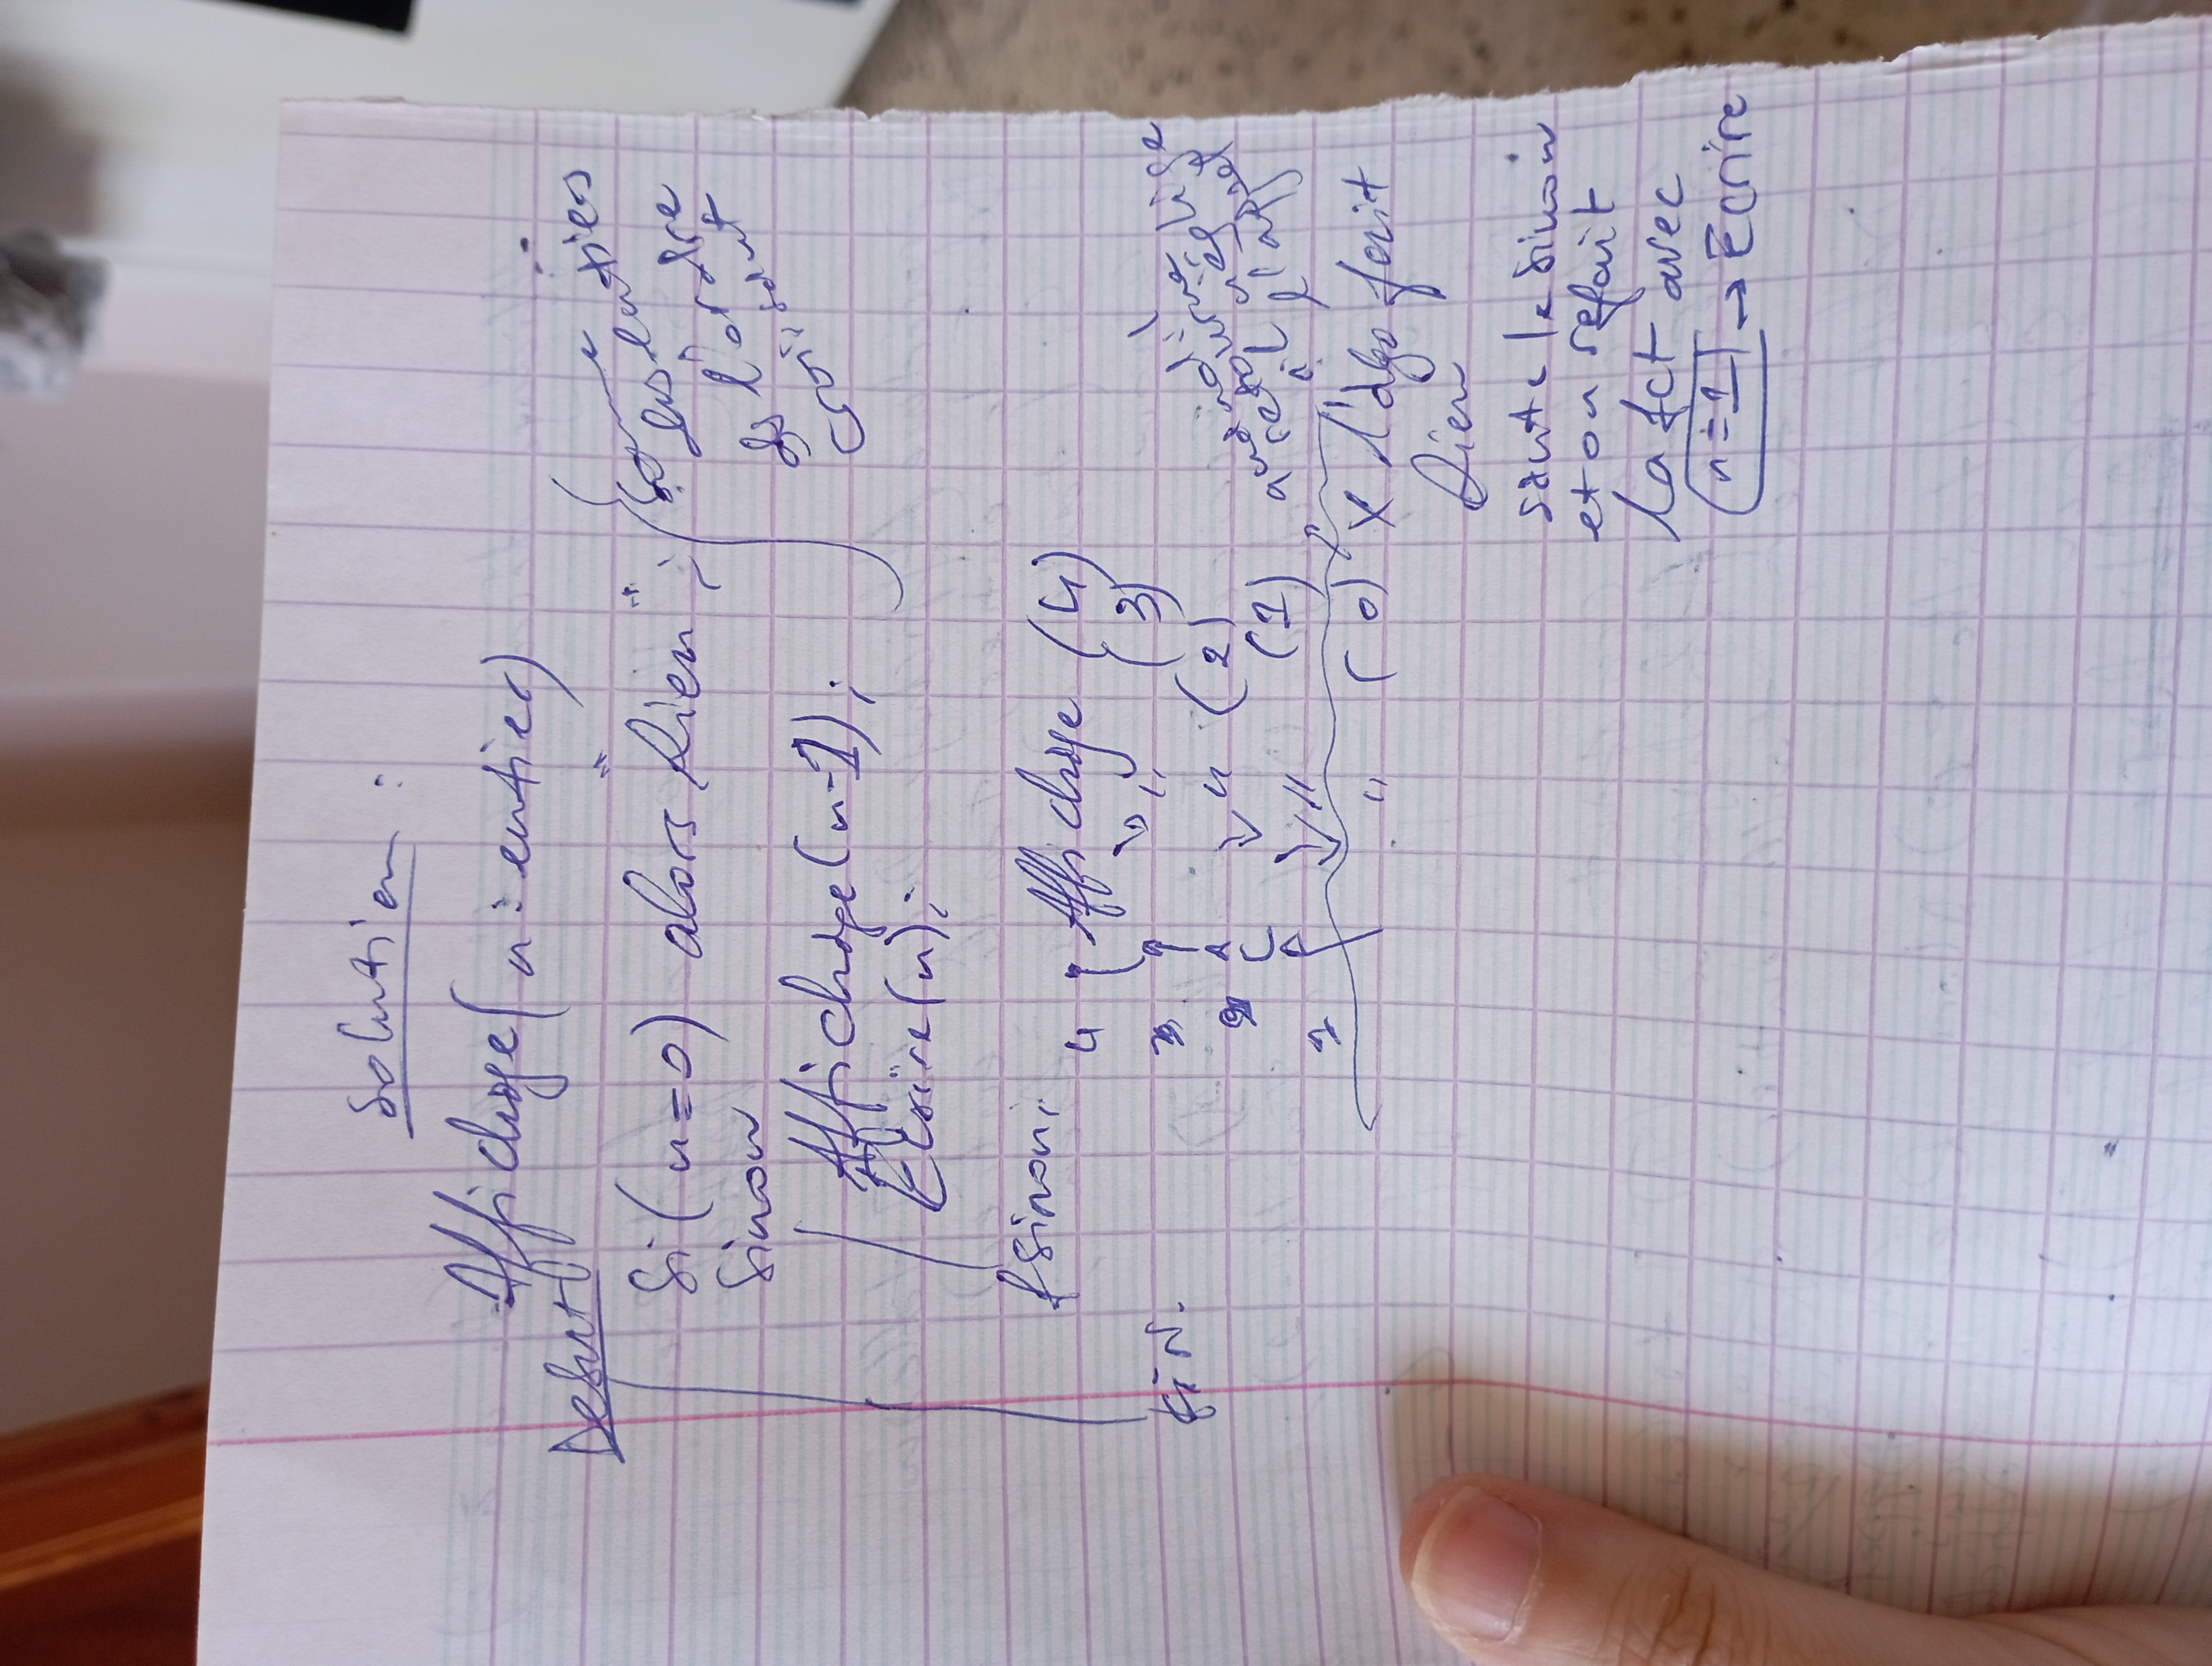 Solution :
Affichage(n : entier)
Debut
Si (n=0) alors "Rien" ;
Sinon
Affichage(n-1);
Ecrire(n);
fsinon;
Fin.
Somme
des entiers
ds l'ordre
croissant
4 Affichage (4)
3 " (3)
2 " (2)
1 " (1)
" (0) X l'algo fait
Rien
quand il
retourne
il néglige
l'appel
saute le sinon
et on refait
la fct avec
n=1 → Ecrire